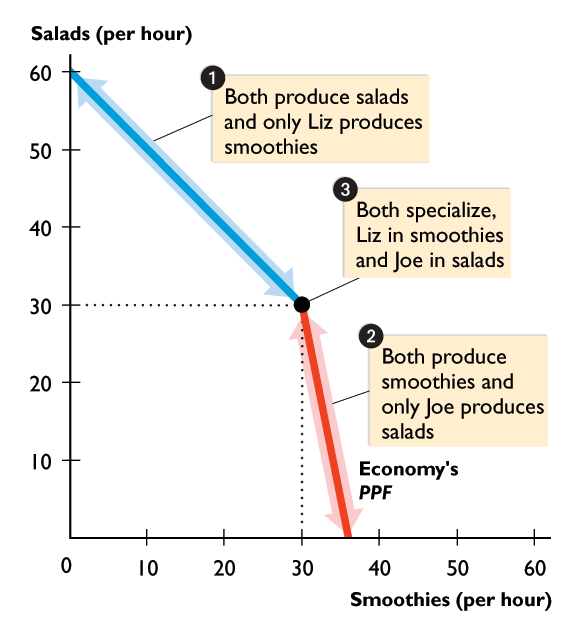 Salads (per hour)
60
50
40
30
20
10
1
Both produce salads
and only Liz produces
smoothies
3
Both specialize,
Liz in smoothies
and Joe in salads
2
Both produce
smoothies and
only Joe produces
salads
Economy's
PPF
0 10 20 30 40 50 60
Smoothies (per hour)